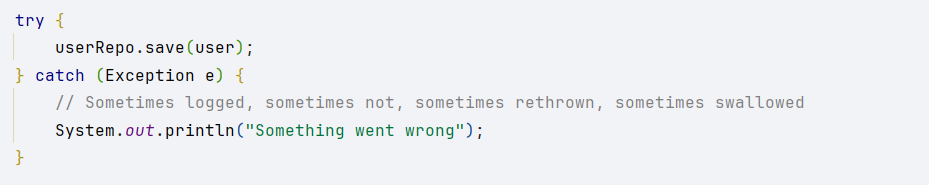 try {
    userRepo.save(user);
} catch (Exception e) {
    // Sometimes logged, sometimes not, sometimes rethrown, sometimes swallowed
    System.out.println("Something went wrong");
}